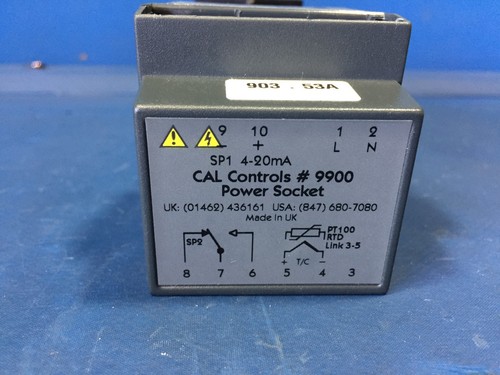 903 . 53A
9 10 1 2
- + L N
SP1 4-20mA
CAL Controls # 9900
Power Socket
UK: (01462) 436161 USA: (847) 680-7080
Made in UK
SP2 PT100
RTD
Link 3-5
+ T/C -
8 7 6 5 4 3